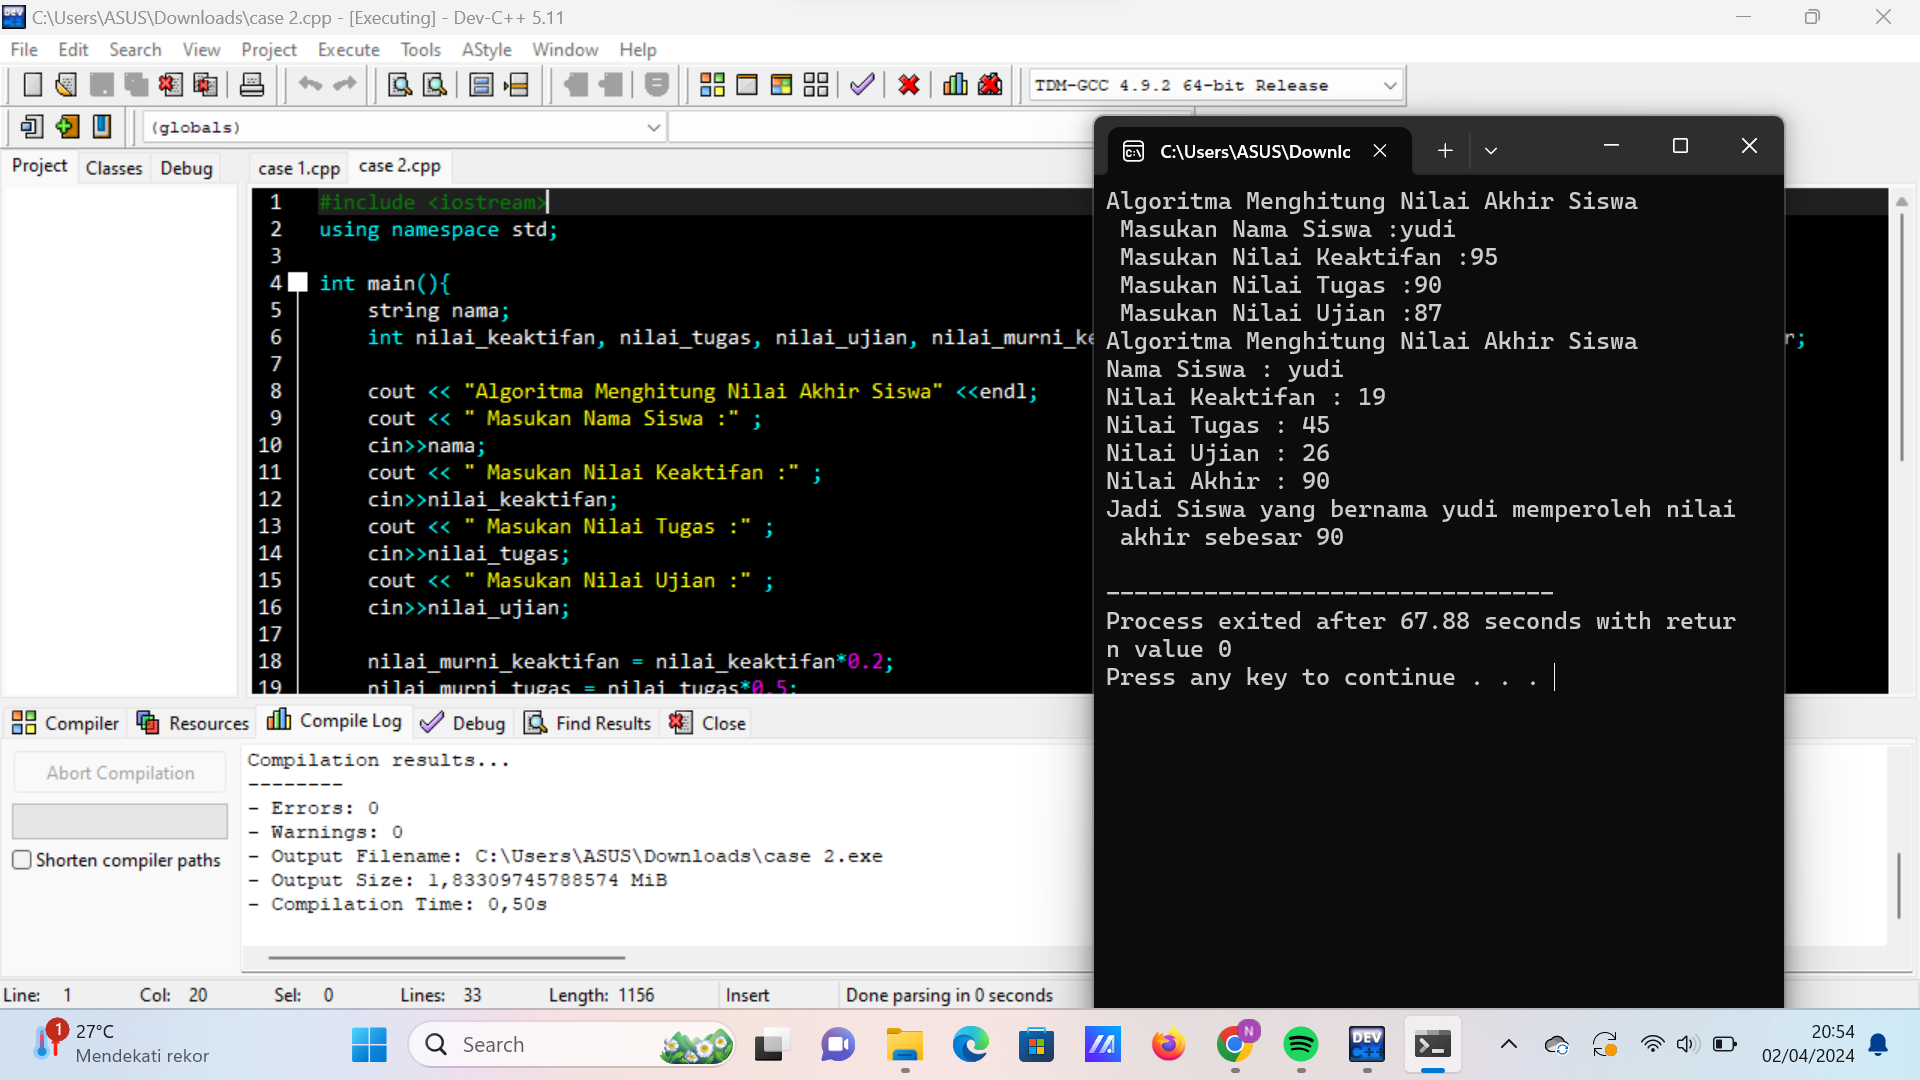 C:\Users\ASUS\Downloads\case 2.cpp - [Executing] - Dev-C++ 5.11
File Edit Search View Project Execute Tools AStyle Window Help
TDM-GCC 4.9.2 64-bit Release
(globals)
Project Classes Debug
case 1.cpp case 2.cpp
1 #include <iostream>
2 using namespace std;
3
4 int main(){
5 string nama;
6 int nilai_keaktifan, nilai_tugas, nilai_ujian, nilai_murni_ke
r;
7
8 cout << "Algoritma Menghitung Nilai Akhir Siswa" <<endl;
9 cout << " Masukan Nama Siswa :" ;
10 cin>>nama;
11 cout << " Masukan Nilai Keaktifan :" ;
12 cin>>nilai_keaktifan;
13 cout << " Masukan Nilai Tugas :" ;
14 cin>>nilai_tugas;
15 cout << " Masukan Nilai Ujian :" ;
16 cin>>nilai_ujian;
17
18 nilai_murni_keaktifan = nilai_keaktifan*0.2;
19 nilai_murni_tugas = nilai_tugas*0.5;
C:\Users\ASUS\Downlc
Algoritma Menghitung Nilai Akhir Siswa
Masukan Nama Siswa :yudi
Masukan Nilai Keaktifan :95
Masukan Nilai Tugas :90
Masukan Nilai Ujian :87
Algoritma Menghitung Nilai Akhir Siswa
Nama Siswa : yudi
Nilai Keaktifan : 19
Nilai Tugas : 45
Nilai Ujian : 26
Nilai Akhir : 90
Jadi Siswa yang bernama yudi memperoleh nilai
akhir sebesar 90
--------------------------------
Process exited after 67.88 seconds with retur
n value 0
Press any key to continue . . .
Compiler Resources Compile Log Debug Find Results Close
Abort Compilation
Shorten compiler paths
Compilation results...
--------
- Errors: 0
- Warnings: 0
- Output Filename: C:\Users\ASUS\Downloads\case 2.exe
- Output Size: 1,83309745788574 MiB
- Compilation Time: 0,50s
Line: 1 Col: 20 Sel: 0 Lines: 33 Length: 1156 Insert Done parsing in 0 seconds
1
27°C
Mendekati rekor
Search
N
DEV
C++
20:54
02/04/2024